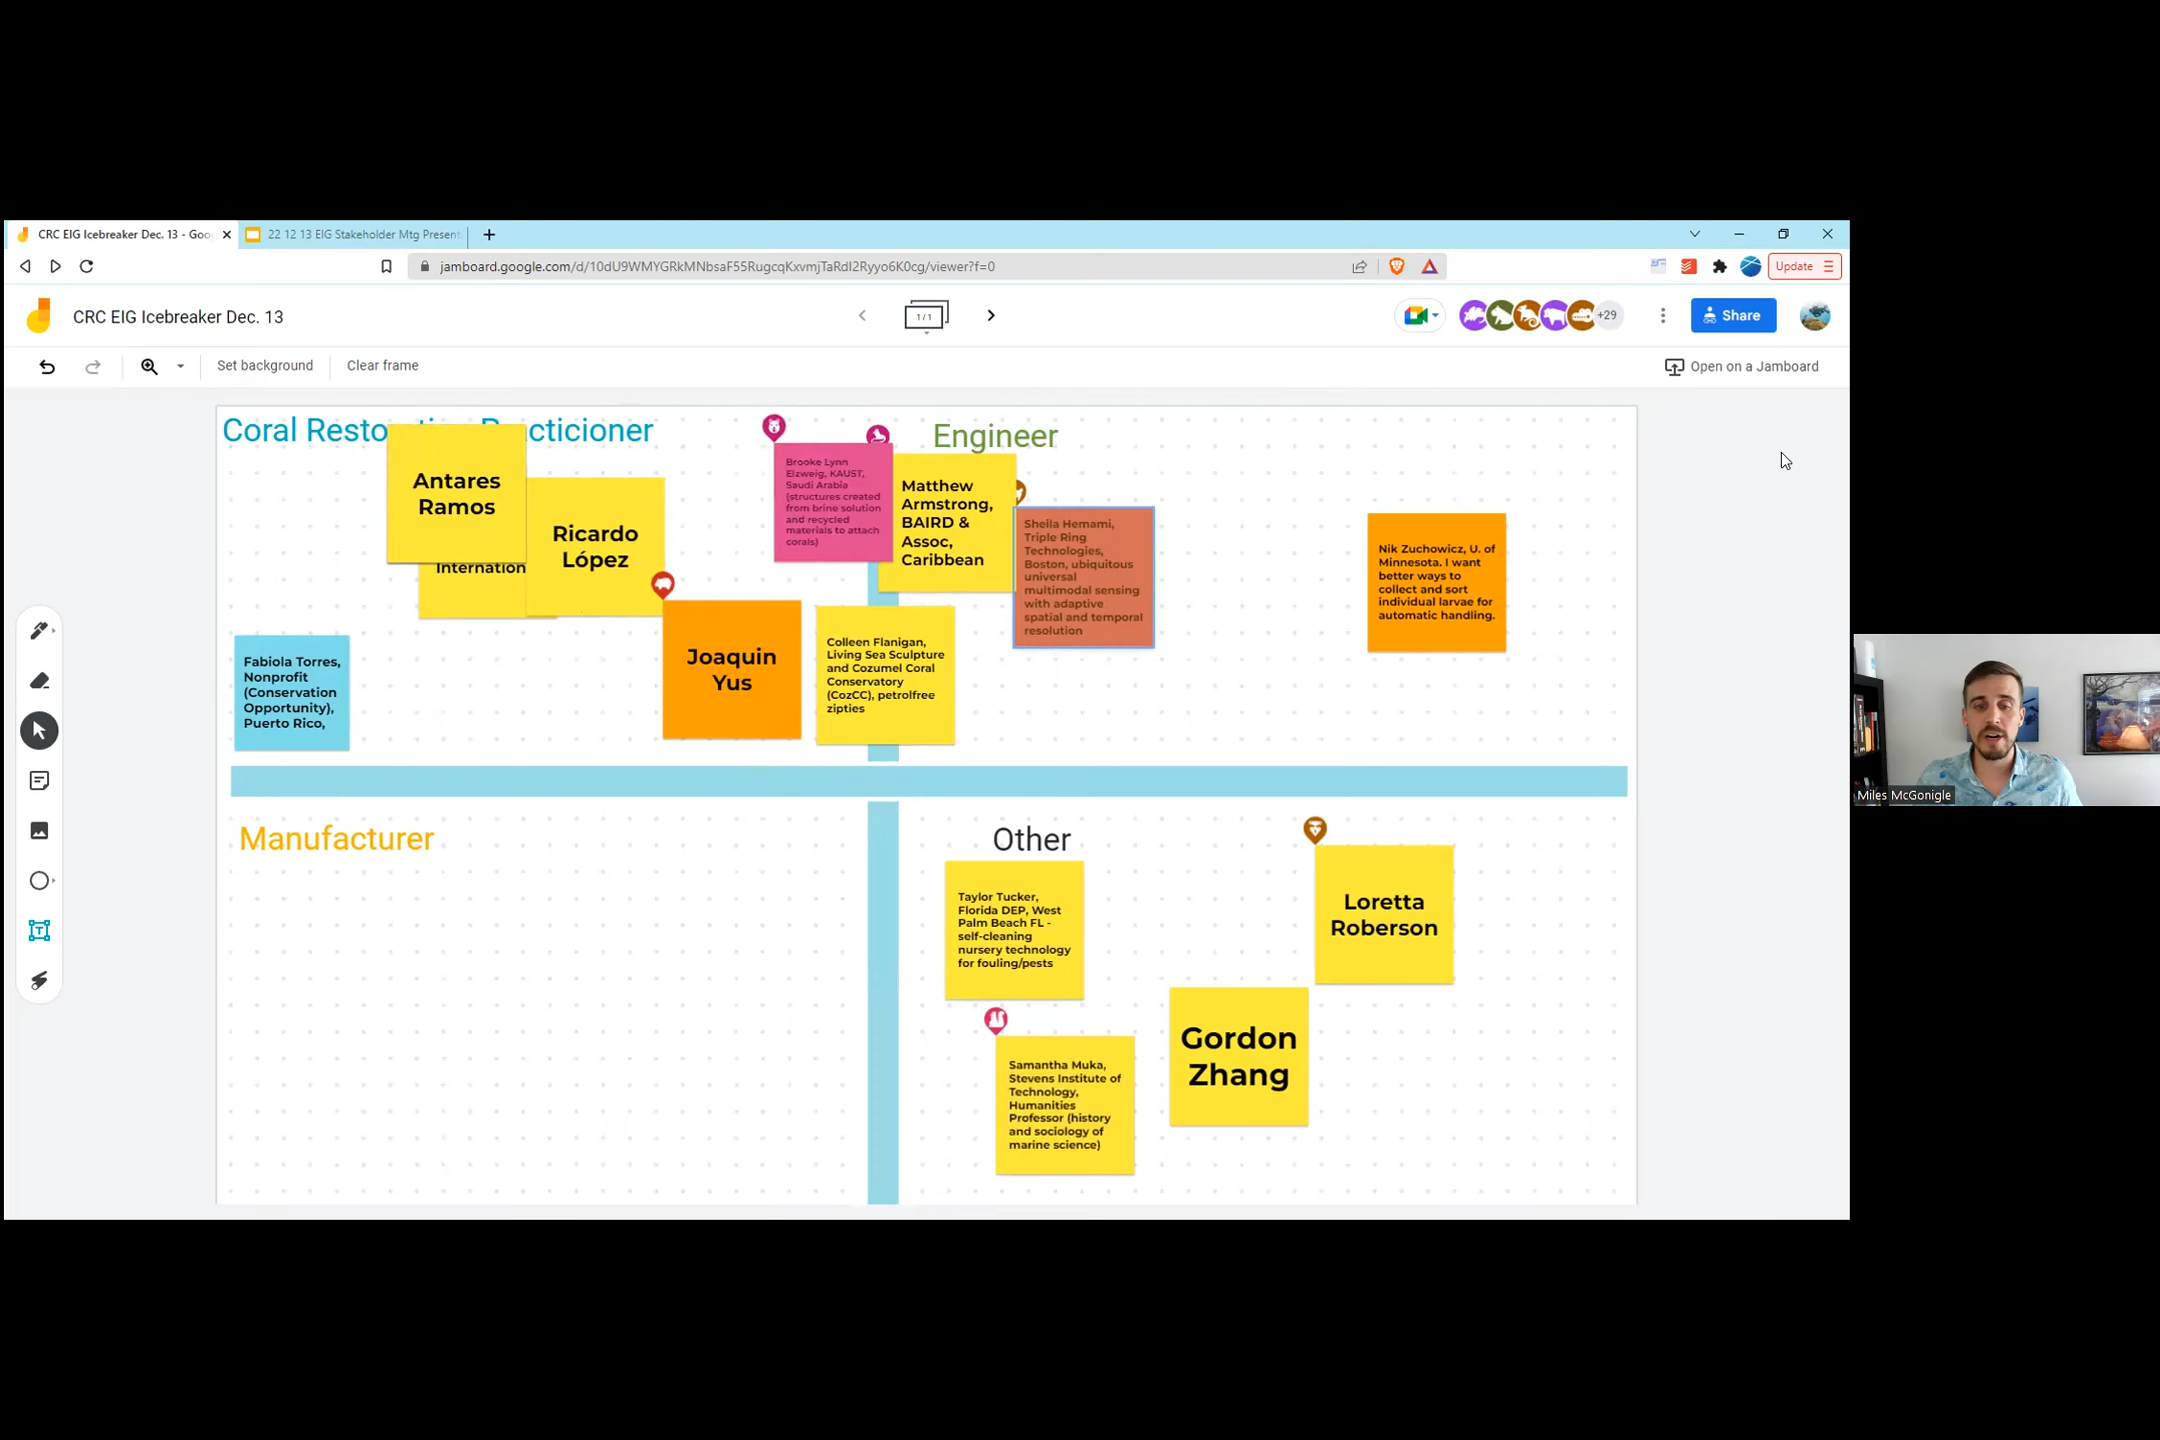 CRC EIG Icebreaker Dec. 13 - Goo
22 12 13 EIG Stakeholder Mtg Present
jamboard.google.com/d/10dU9WMYGRkMNbsaF55RugcqKxvmjTaRdI2Ryyo6K0cg/viewer?f=0
Update
CRC EIG Icebreaker Dec. 13
1/1
+29
Share
Set background
Clear frame
Open on a Jamboard
Coral Resto
cticioner
Engineer
Antares
Ramos
Internation
Ricardo
López
Brooke Lynn
Elzweig, KAUST,
Saudi Arabia
(structures created
from brine solution
and recycled
materials to attach
corals)
Matthew
Armstrong,
BAIRD &
Assoc,
Caribbean
Sheila Hemami,
Triple Ring
Technologies,
Boston, ubiquitous
universal
multimodal sensing
with adaptive
spatial and temporal
resolution
Nik Zuchowicz, U. of
Minnesota. I want
better ways to
collect and sort
individual larvae for
automatic handling.
Fabiola Torres,
Nonprofit
(Conservation
Opportunity),
Puerto Rico,
Joaquin
Yus
Colleen Flanigan,
Living Sea Sculpture
and Cozumel Coral
Conservatory
(CozCC), petrolfree
zipties
Manufacturer
Other
Taylor Tucker,
Florida DEP, West
Palm Beach FL -
self-cleaning
nursery technology
for fouling/pests
Loretta
Roberson
Gordon
Zhang
Samantha Muka,
Stevens Institute of
Technology,
Humanities
Professor (history
and sociology of
marine science)
Miles McGonigle